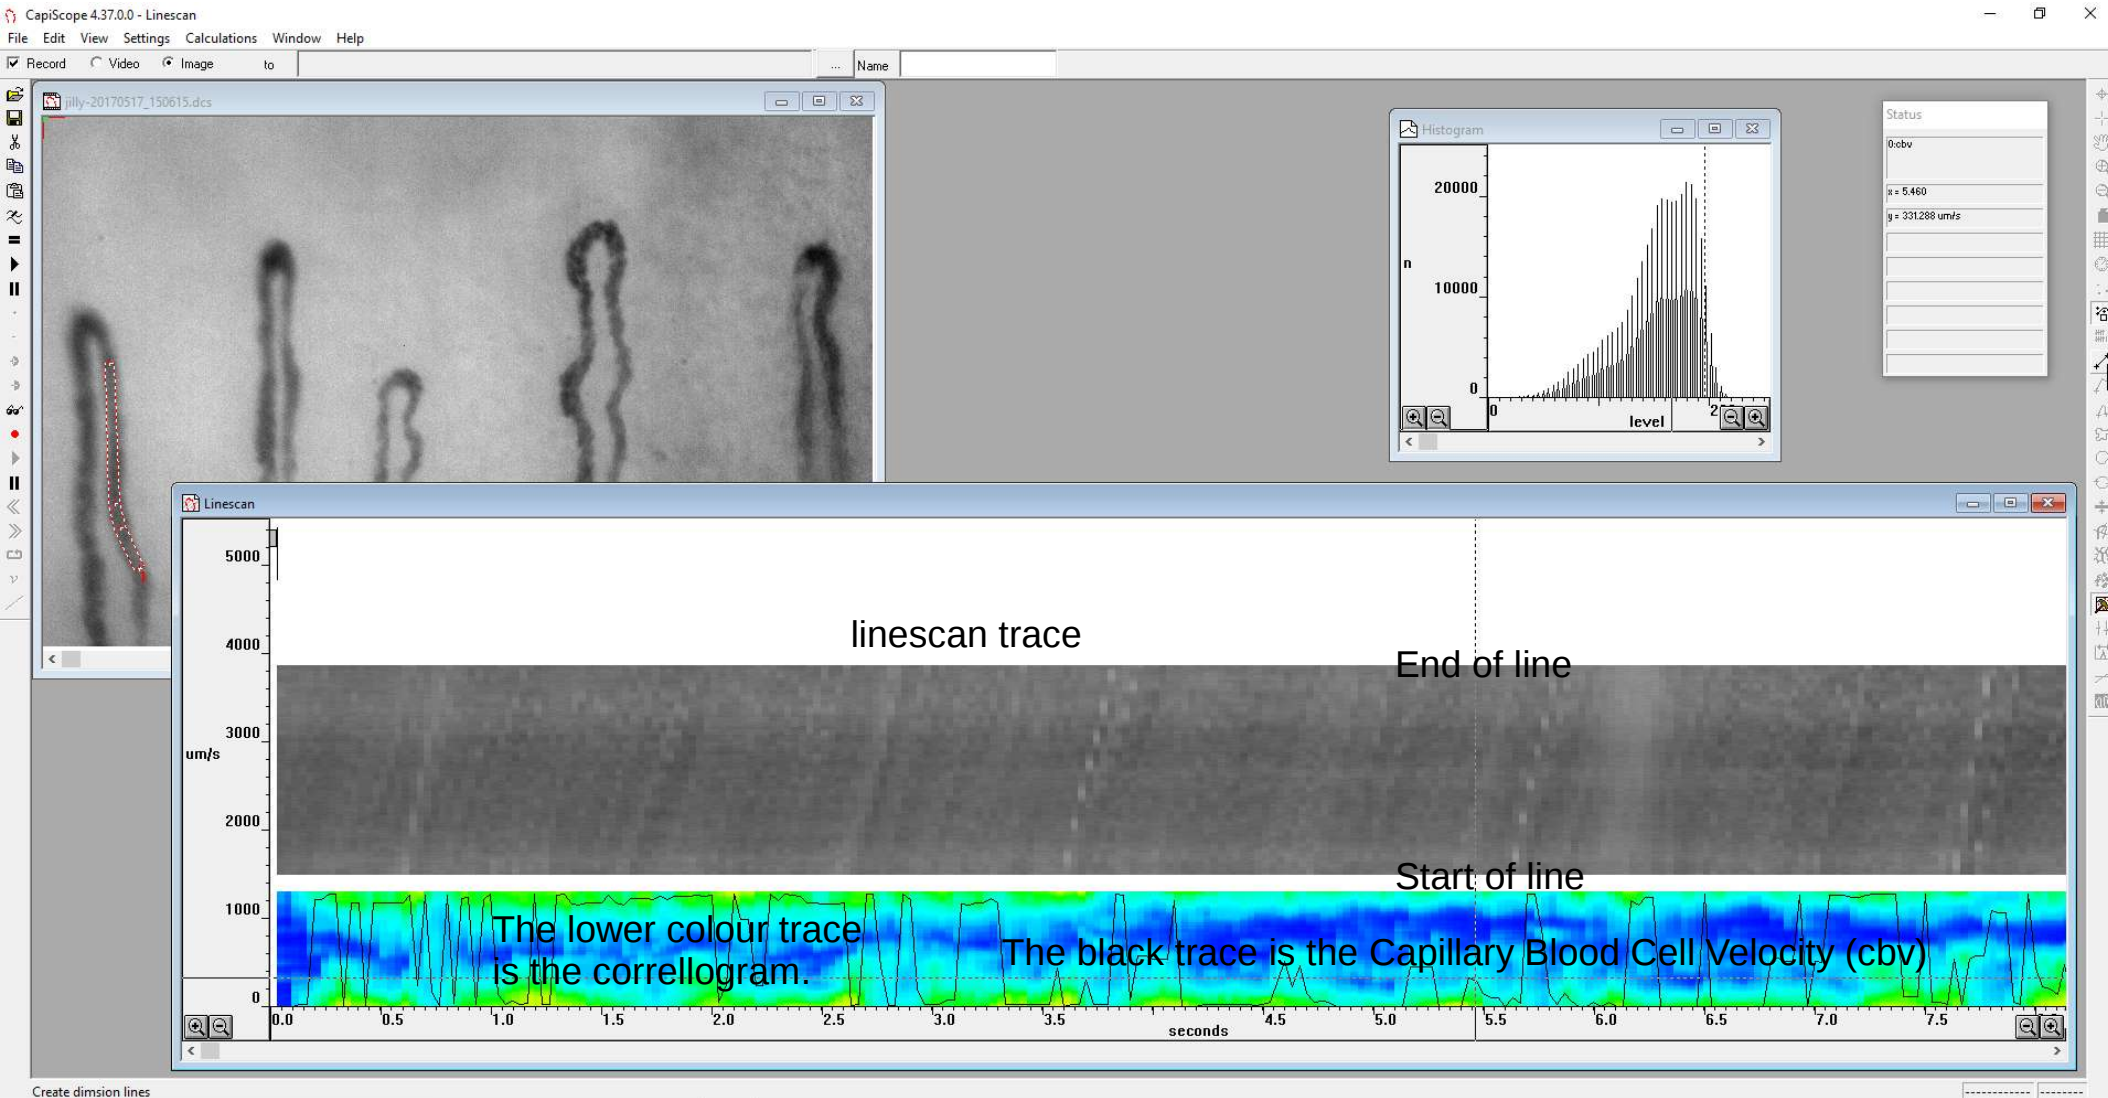 CapiScope 4.37.0.0 - Linescan
File Edit View Settings Calculations Window Help
Record Video Image to ... Name
jilly-20170517_150615.dcs
Histogram
20000
n
10000
0
0
level
Status
0:cbv
x = 5.460
y = 331.288 um/s
Linescan
5000
4000
3000
um/s
2000
1000
0
linescan trace
End of line
Start of line
The lower colour trace
is the correllogram.
The black trace is the Capillary Blood Cell Velocity (cbv)
0.0 0.5 1.0 1.5 2.0 2.5 3.0 3.5 4.5 5.0 5.5 6.0 6.5 7.0 7.5
seconds
Create dimsion lines